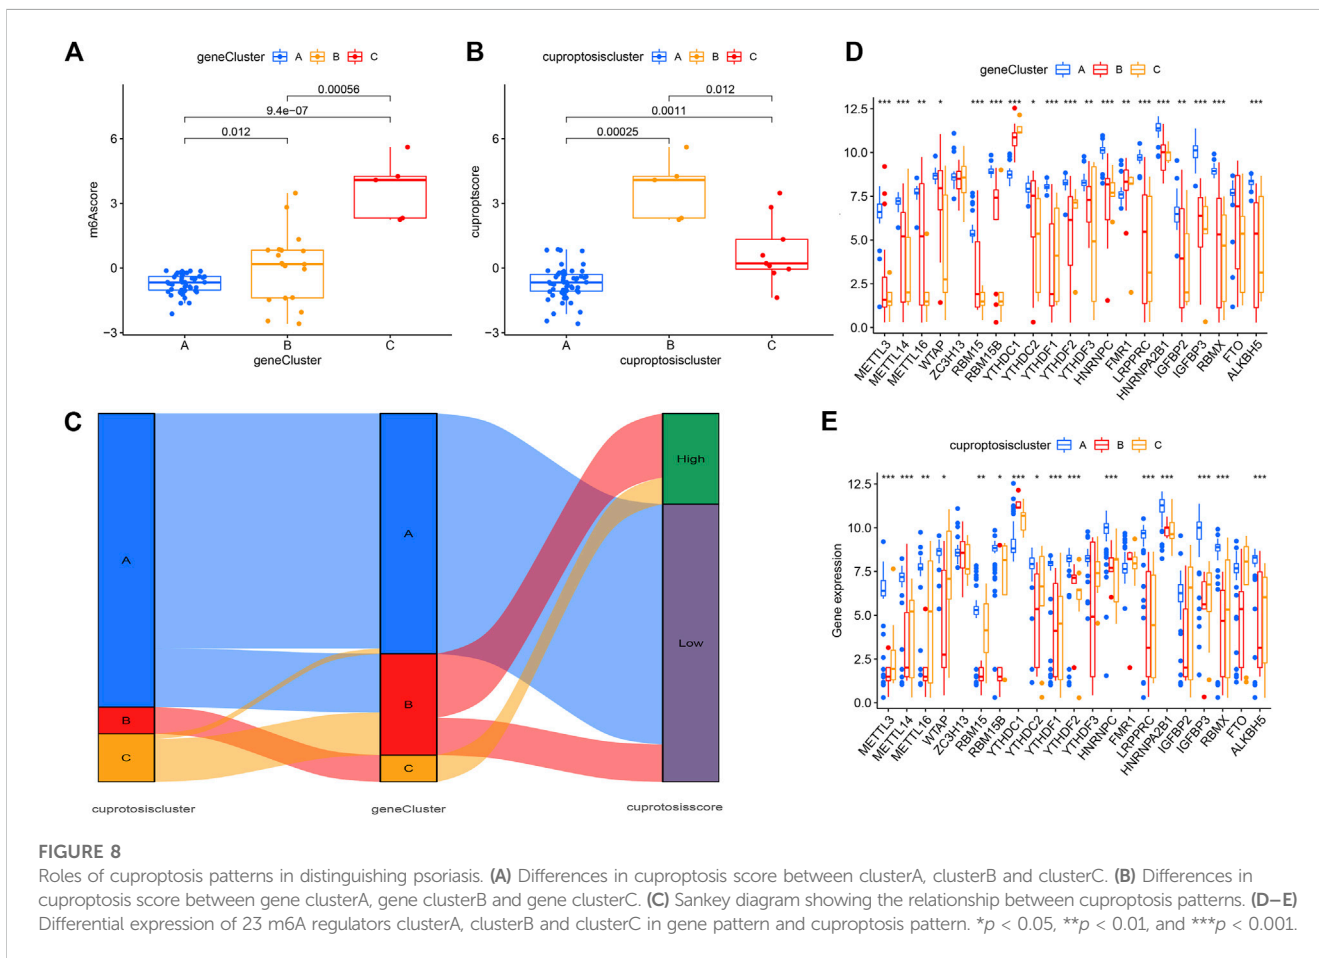 A
geneCluster A B C
m6Ascore
6
3
0
−3
0.00056
9.4e−07
0.012
A B C
geneCluster
B
cuproptosiscluster A B C
cuproptsscore
6
3
0
−3
0.012
0.0011
0.00025
A B C
cuproptosiscluster
C
A
B
C
A
B
C
High
Low
cuprotosiscluster geneCluster cuprotosisscore
D
geneCluster A B C
*** *** ** * *** *** *** * *** *** ** *** ** *** *** ** *** *** ***
12.5
10.0
7.5
5.0
2.5
0.0
METTL3
METTL14
METTL16
WTAP
ZC3H13
RBM15
RBM15B
YTHDC1
YTHDC2
YTHDF1
YTHDF2
YTHDF3
HNRNPC
FMR1
LRPPRC
HNRNPA2B1
IGFBP2
IGFBP3
RBMX
FTO
ALKBH5
E
cuproptosiscluster A B C
*** *** ** * ** * *** * *** *** *** *** *** *** *** ***
Gene expression
12.5
10.0
7.5
5.0
2.5
0.0
METTL3
METTL14
METTL16
WTAP
ZC3H13
RBM15
RBM15B
YTHDC1
YTHDC2
YTHDF1
YTHDF2
YTHDF3
HNRNPC
FMR1
LRPPRC
HNRNPA2B1
IGFBP2
IGFBP3
RBMX
FTO
ALKBH5
FIGURE 8
Roles of cuproptosis patterns in distinguishing psoriasis. (A) Differences in cuproptosis score between clusterA, clusterB and clusterC. (B) Differences in
cuproptosis score between gene clusterA, gene clusterB and gene clusterC. (C) Sankey diagram showing the relationship between cuproptosis patterns. (D–E)
Differential expression of 23 m6A regulators clusterA, clusterB and clusterC in gene pattern and cuproptosis pattern. *p < 0.05, **p < 0.01, and ***p < 0.001.